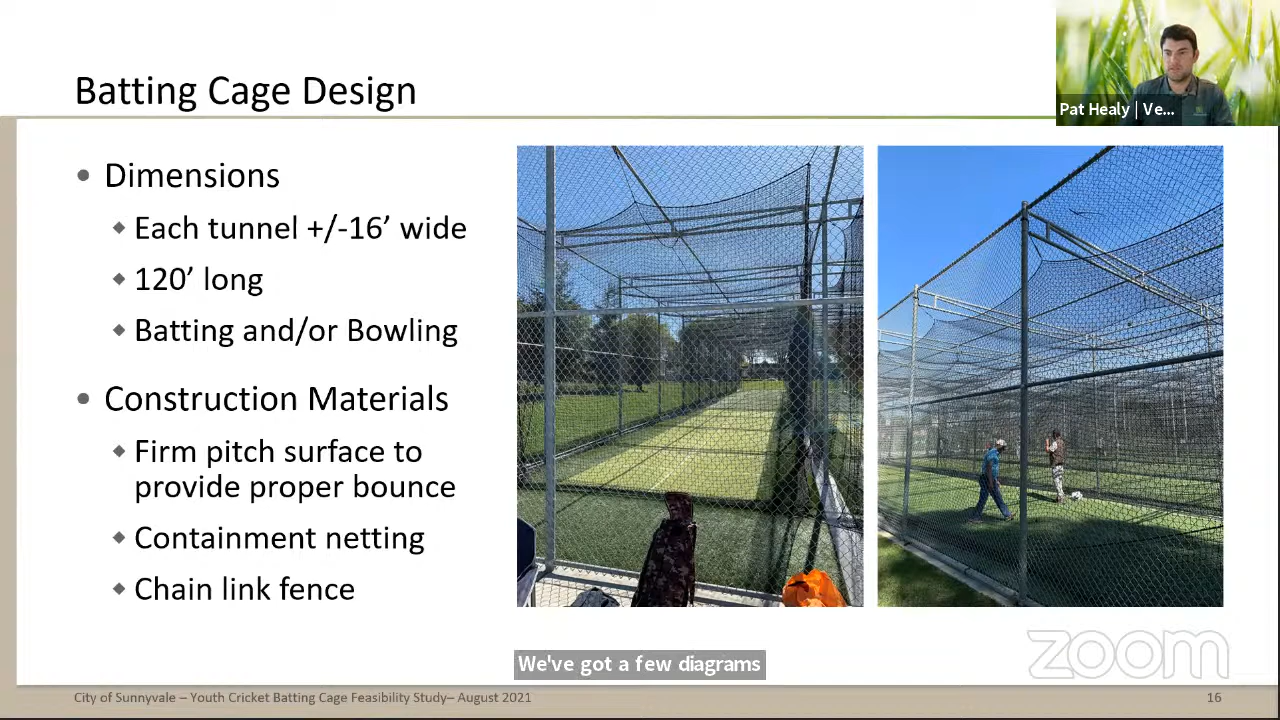 Batting Cage Design
Pat Healy | Ve...
• Dimensions
◆ Each tunnel +/-16’ wide
◆ 120’ long
◆ Batting and/or Bowling
• Construction Materials
◆ Firm pitch surface to
provide proper bounce
◆ Containment netting
◆ Chain link fence
zoom
We've got a few diagrams
City of Sunnyvale – Youth Cricket Batting Cage Feasibility Study– August 2021
16